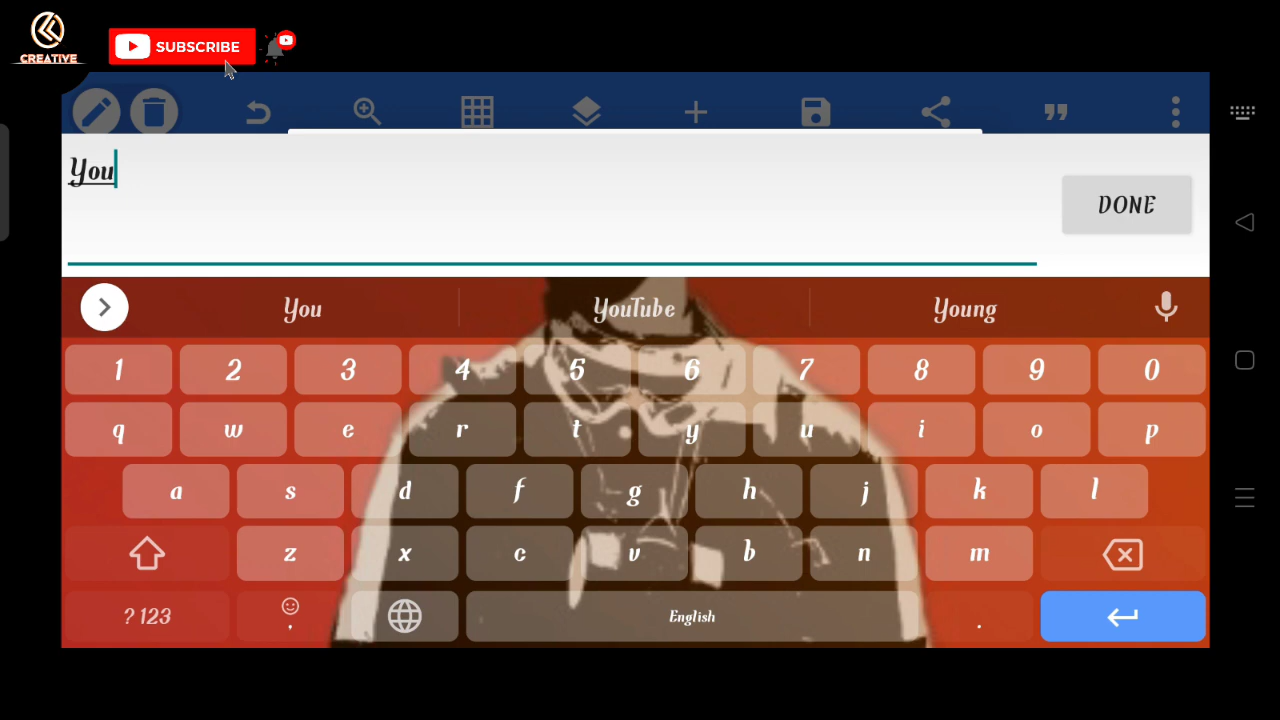 CREATIVE
SUBSCRIBE
You
DONE
You YouTube Young
1 2 3 4 5 6 7 8 9 0
q w e r t y u i o p
a s d f g h j k l
z x c v b n m
?123 , English .